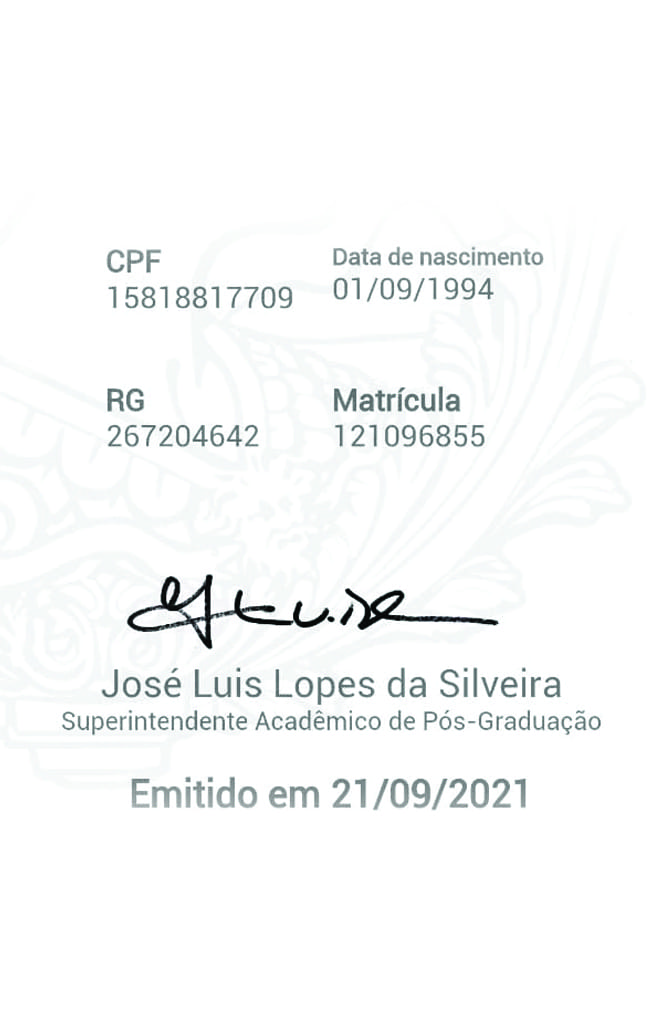 CPF
15818817709
Data de nascimento
01/09/1994
RG
267204642
Matrícula
121096855
José Luis Lopes da Silveira
Superintendente Acadêmico de Pós-Graduação
Emitido em 21/09/2021